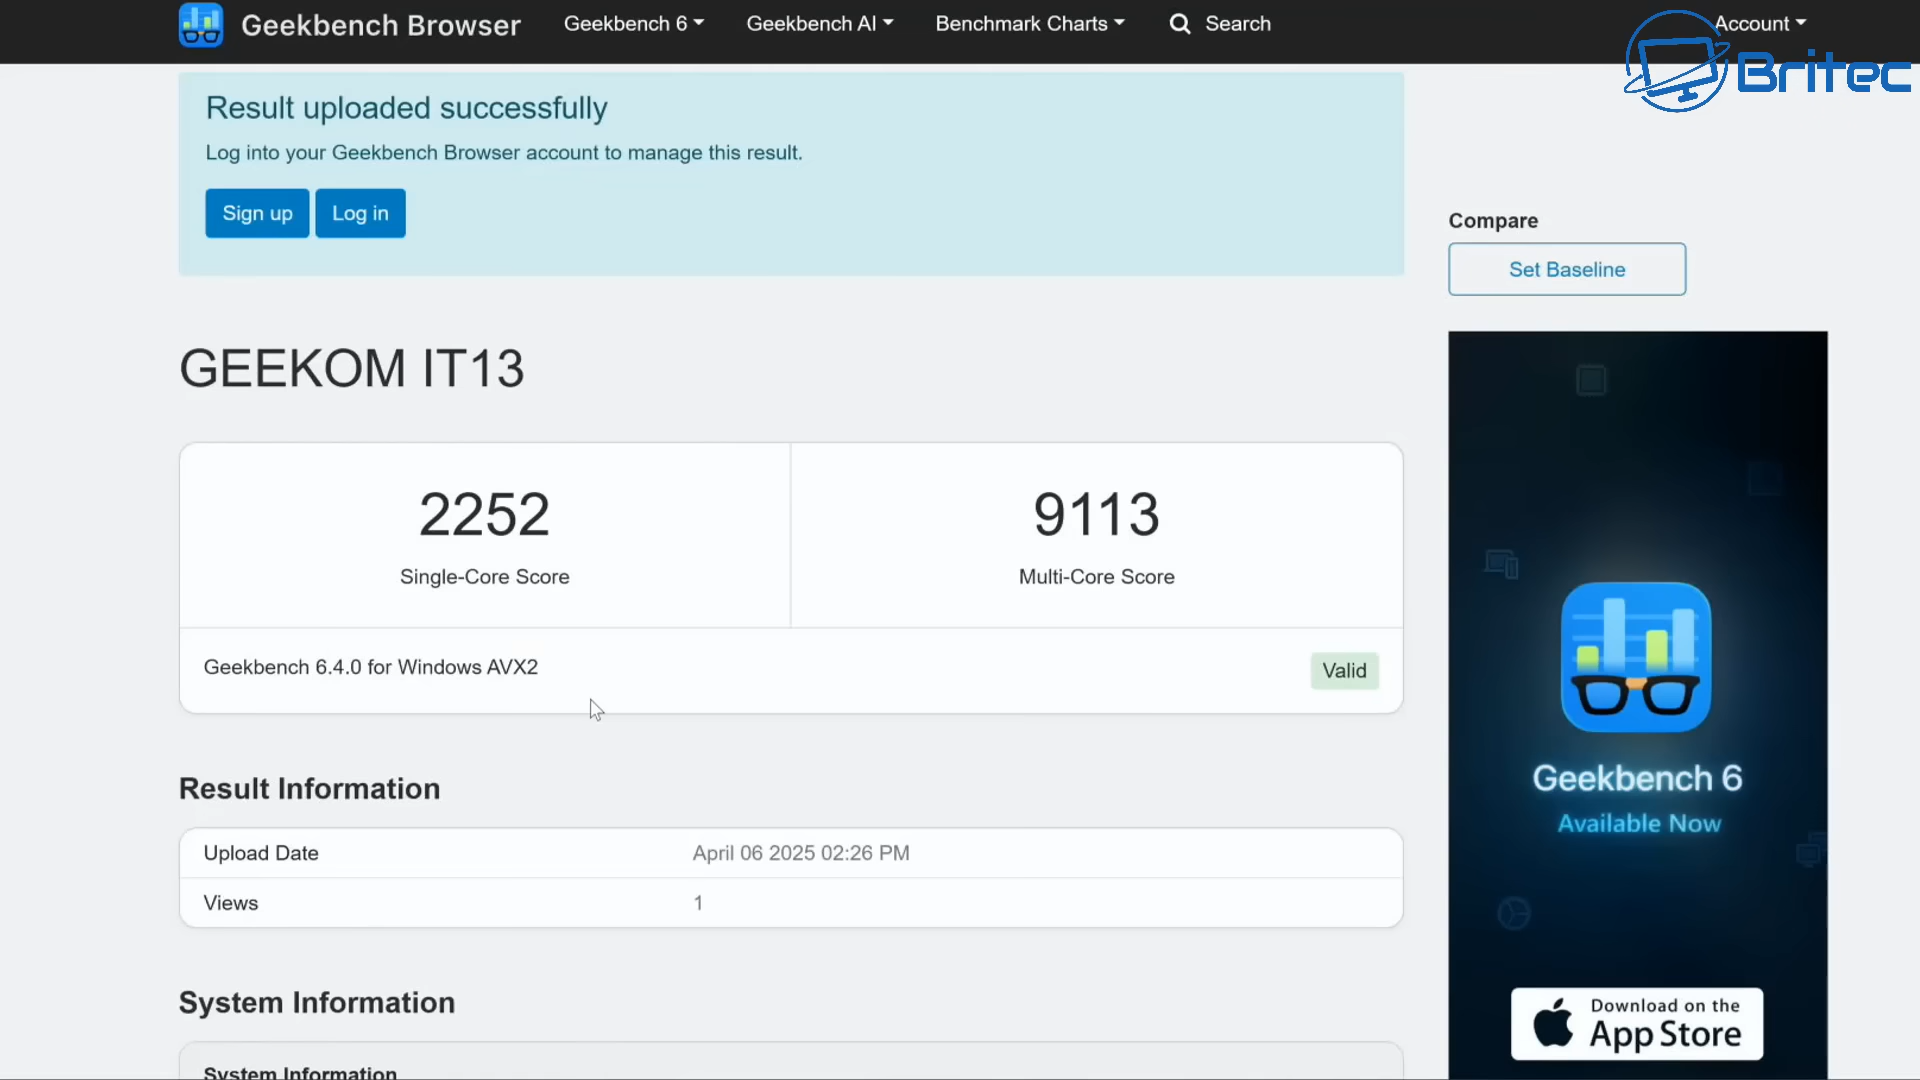 Geekbench Browser
Geekbench 6
Geekbench AI
Benchmark Charts
Search
Account
Britec
Result uploaded successfully
Log into your Geekbench Browser account to manage this result.
Sign up
Log in
Compare
Set Baseline
GEEKOM IT13
2252
Single-Core Score
9113
Multi-Core Score
Geekbench 6.4.0 for Windows AVX2
Valid
Result Information
Upload Date
April 06 2025 02:26 PM
Views
1
System Information
System Information
Geekbench 6
Available Now
Download on the
App Store